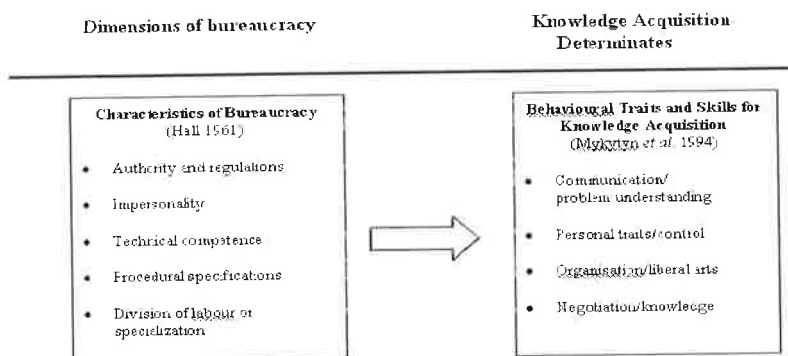 Dimensions of bureaucracy
Knowledge Acquisition
Determinates
Characteristics of Bureaucracy
(Hall 1961)
• Authority and regulations
• Impersonality
• Technical competence
• Procedural specifications
• Division of labour or
specialization
Behavioural Traits and Skills for
Knowledge Acquisition
(Mykytyn et al. 1994)
• Communication/
problem understanding
• Personal traits/control
• Organisation/liberal arts
• Negotiation/knowledge